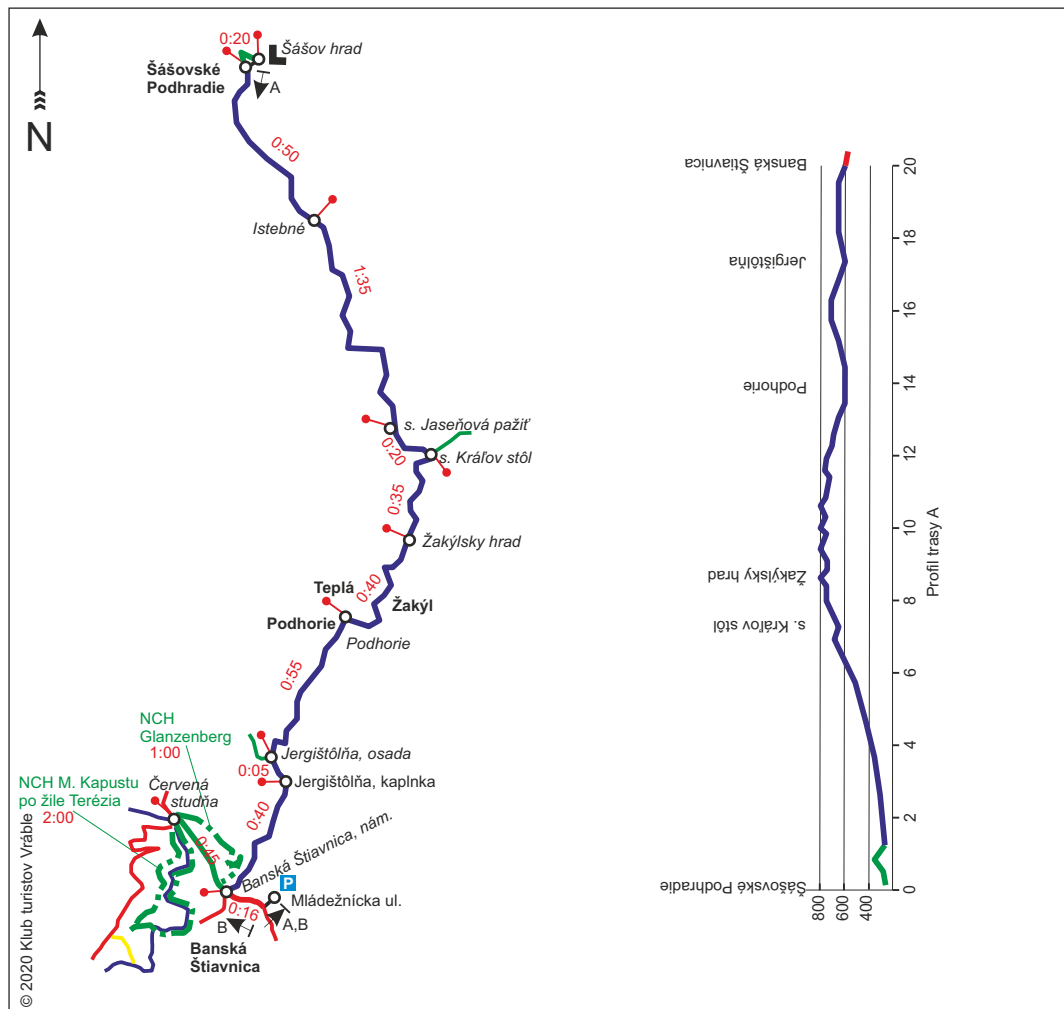 0:20
Šášov hrad
Šášovské
Podhradie
A
N
0:50
Istebné
1:35
s. Jaseňová pažiť
0:20
s. Kráľov stôl
0:35
Žakýlsky hrad
0:40
Teplá
Žakýl
Podhorie
Podhorie
0:55
NCH
Glanzenberg
1:00
Jergištôlňa, osada
0:05
Jergištôlňa, kaplnka
NCH M. Kapustu
po žile Terézia
2:00
Červená
studňa
0:40
0:45
Banská Štiavnica, nám.
P
Mládežnícka ul.
0:16
B
A,B
Banská
Štiavnica
© 2020 Klub turistov Vráble
Banská Štiavnica
Jergištôlňa
Podhorie
Žakýlsky hrad
s. Kráľov stôl
Šášovské Podhradie
20
18
16
14
12
10
8
6
4
2
0
Profil trasy A
800
600
400